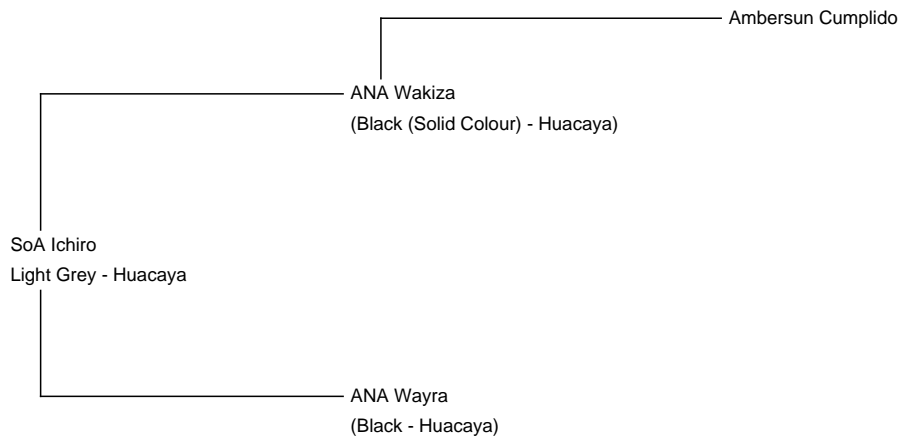 Ambersun Cumplido
ANA Wakiza
(Black (Solid Colour) - Huacaya)
SoA Ichiro
Light Grey - Huacaya
ANA Wayra
(Black - Huacaya)